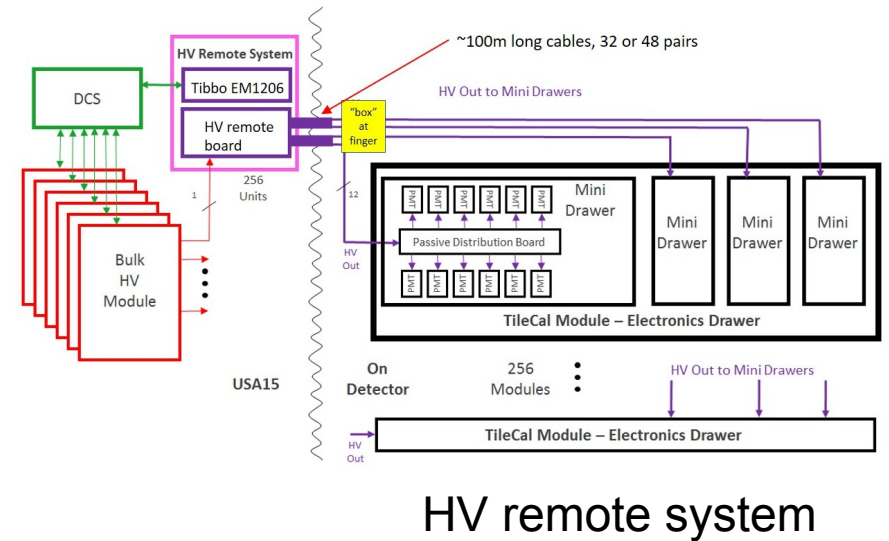 ~100m long cables, 32 or 48 pairs
HV Remote System
Tibbo EM1206
HV remote
board
DCS
"box"
at
finger
HV Out to Mini Drawers
256
Units
1
12
Bulk
HV
Module
HV
Out
PMT PMT PMT PMT PMT PMT
Mini
Drawer
Passive Distribution Board
PMT PMT PMT PMT PMT PMT
Mini
Drawer
Mini
Drawer
Mini
Drawer
TileCal Module – Electronics Drawer
USA15
On
Detector
256
Modules
HV Out to Mini Drawers
HV
Out
TileCal Module – Electronics Drawer
HV remote system